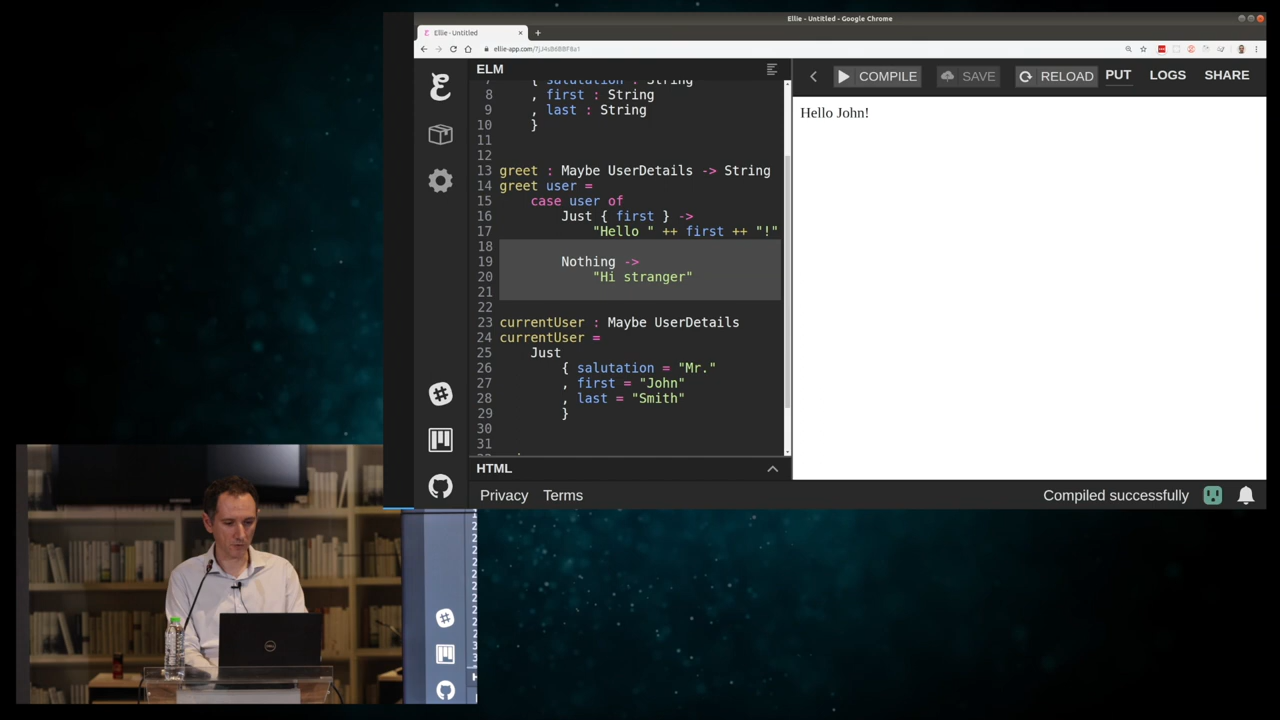 Ellie - Untitled - Google Chrome
Ellie - Untitled
ellie-app.com/7jJ4sB6BBF8a1
ELM
COMPILE
SAVE
RELOAD
PUT
LOGS
SHARE
7 { salutation : String
8 , first : String
9 , last : String
10 }
11
12
13 greet : Maybe UserDetails -> String
14 greet user =
15 case user of
16 Just { first } ->
17 "Hello " ++ first ++ "!"
18
19 Nothing ->
20 "Hi stranger"
21
22
23 currentUser : Maybe UserDetails
24 currentUser =
25 Just
26 { salutation = "Mr."
27 , first = "John"
28 , last = "Smith"
29 }
30
31
Hello John!
HTML
Privacy Terms
Compiled successfully
DELL